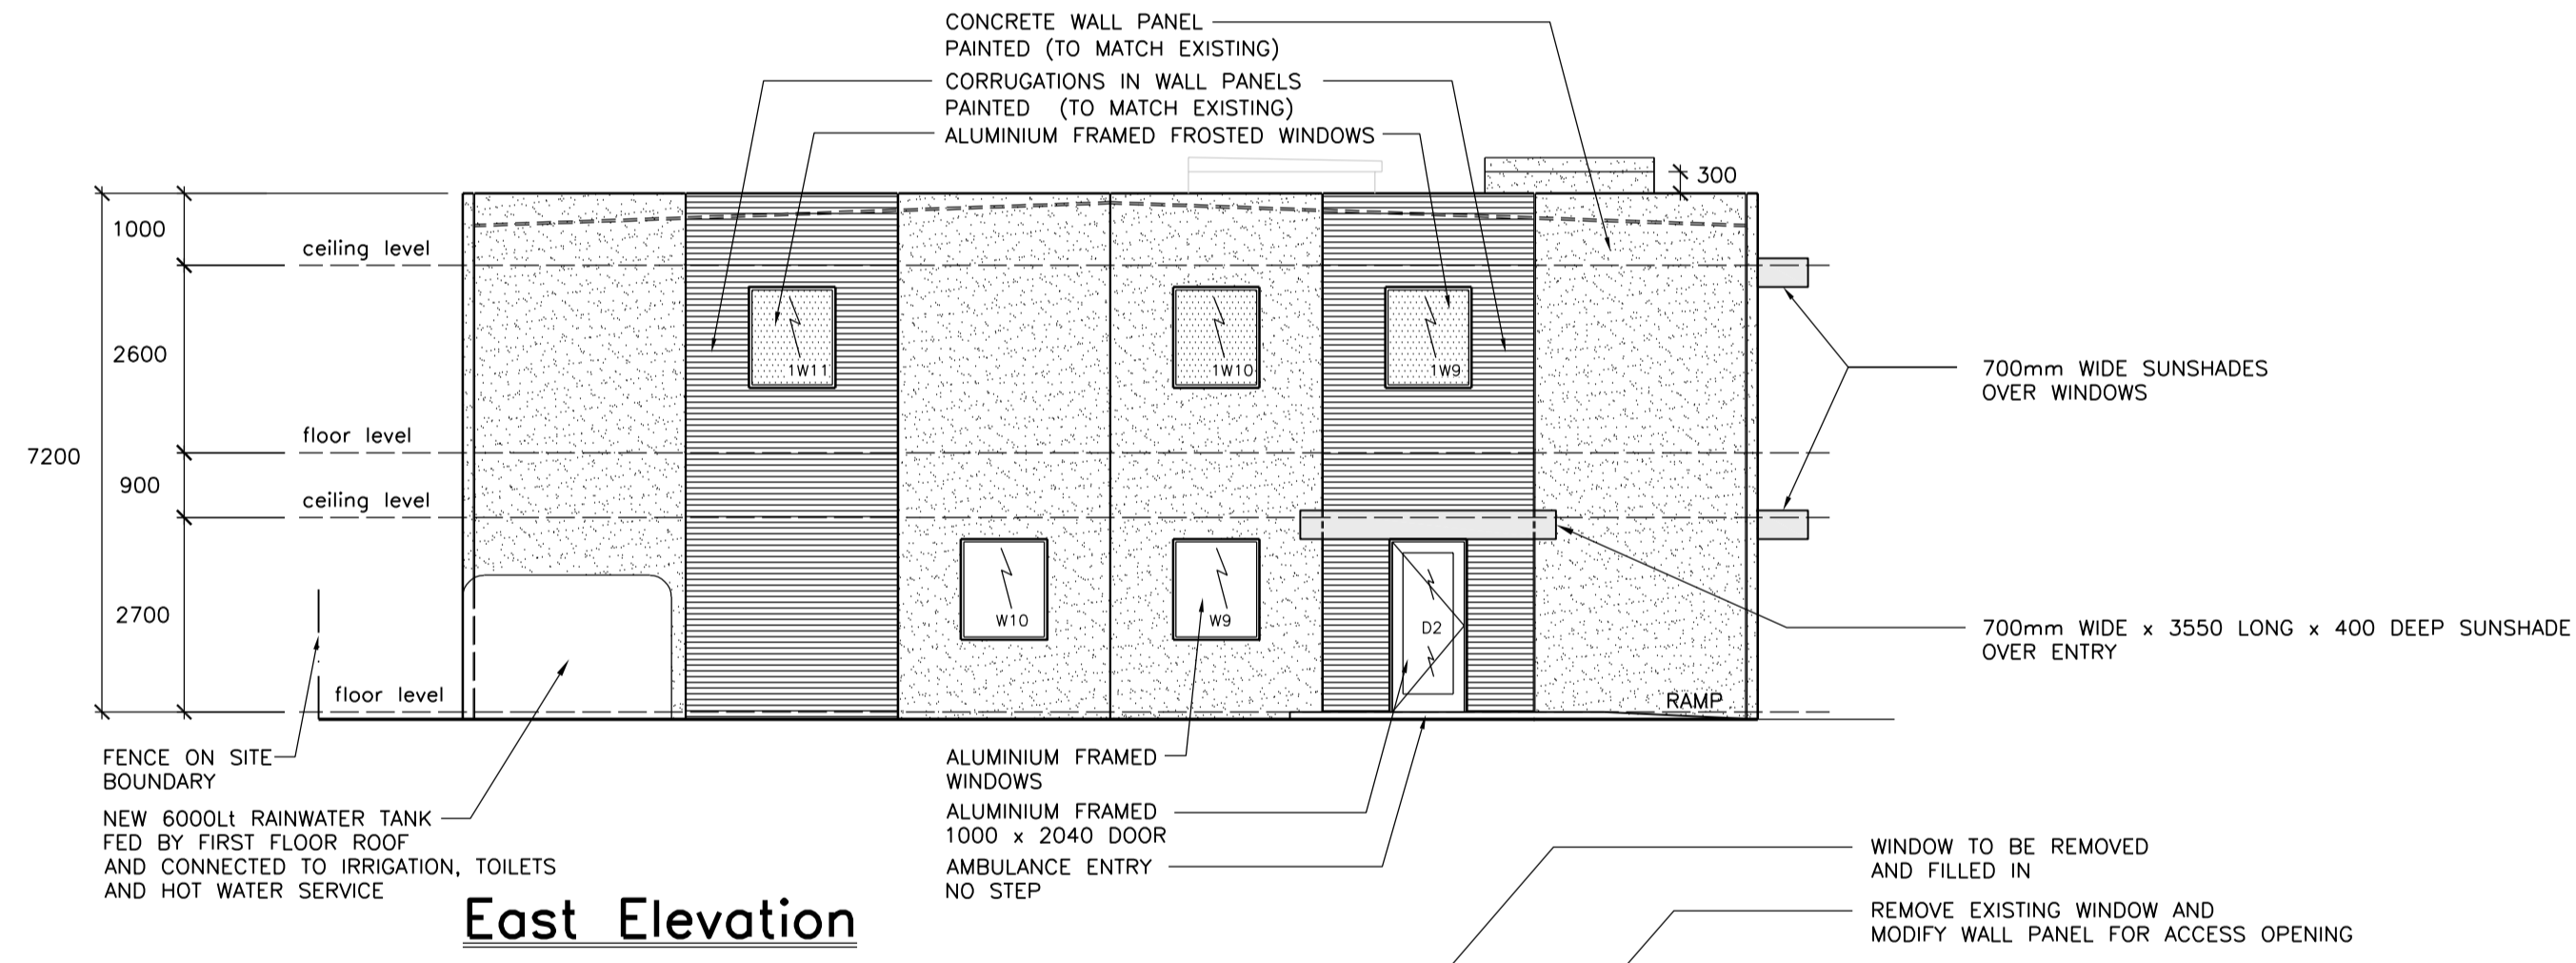 CONCRETE WALL PANEL
PAINTED (TO MATCH EXISTING)
CORRUGATIONS IN WALL PANELS
PAINTED (TO MATCH EXISTING)
ALUMINIUM FRAMED FROSTED WINDOWS
300
1000
ceiling level
2600
1W11
1W10
1W9
700mm WIDE SUNSHADES
OVER WINDOWS
floor level
7200
900
ceiling level
2700
W10
W9
D2
700mm WIDE x 3550 LONG x 400 DEEP SUNSHADE
OVER ENTRY
floor level
RAMP
FENCE ON SITE
BOUNDARY
NEW 6000Lt RAINWATER TANK
FED BY FIRST FLOOR ROOF
AND CONNECTED TO IRRIGATION, TOILETS
AND HOT WATER SERVICE
ALUMINIUM FRAMED
WINDOWS
ALUMINIUM FRAMED
1000 x 2040 DOOR
AMBULANCE ENTRY
NO STEP
WINDOW TO BE REMOVED
AND FILLED IN
REMOVE EXISTING WINDOW AND
MODIFY WALL PANEL FOR ACCESS OPENING
East Elevation